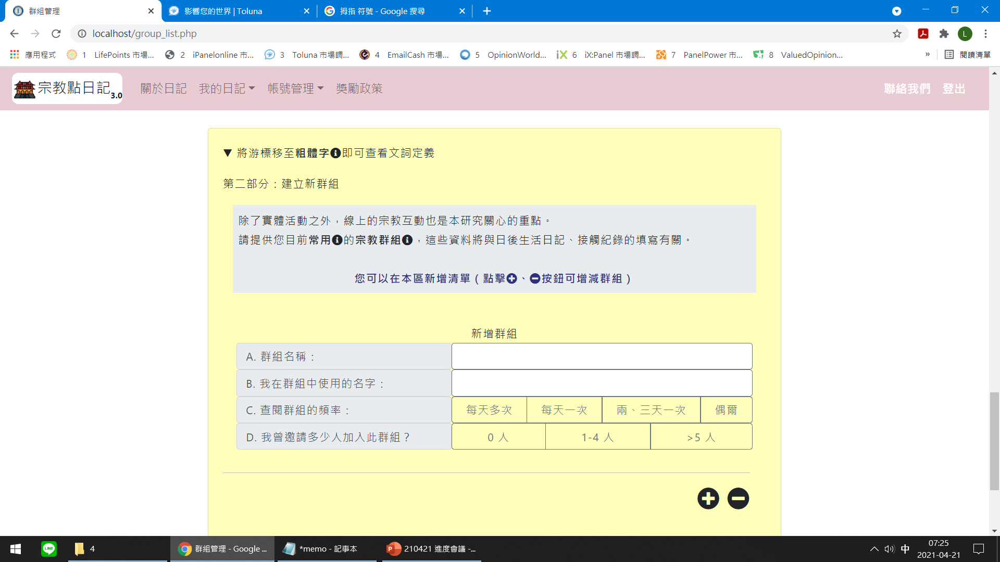 群組管理
影響您的世界 | Toluna
拇指 符號 - Google 搜尋
localhost/group_list.php
L
應用程式
1 LifePoints 市場...
2 iPanelonline 市...
3 Toluna 市場調...
4 EmailCash 市場...
5 OpinionWorld...
6 iX:Panel 市場調...
7 PanelPower 市...
8 ValuedOpinion...
»
閱讀清單
宗教點日記3.0
關於日記
我的日記
帳號管理
獎勵政策
聯絡我們
登出
▼ 將游標移至粗體字即可查看文詞定義
第二部分：建立新群組
除了實體活動之外，線上的宗教互動也是本研究關心的重點。
請提供您目前常用的宗教群組，這些資料將與日後生活日記、接觸紀錄的填寫有關。
您可以在本區新增清單（點擊、按鈕可增減群組）
新增群組
A. 群組名稱：
B. 我在群組中使用的名字：
C. 查閱群組的頻率：
每天多次
每天一次
兩、三天一次
偶爾
D. 我曾邀請多少人加入此群組？
0 人
1-4 人
>5 人
LINE
4
群組管理 - Google ...
*memo - 記事本
210421 進度會議 -...
中
07:25
2021-04-21